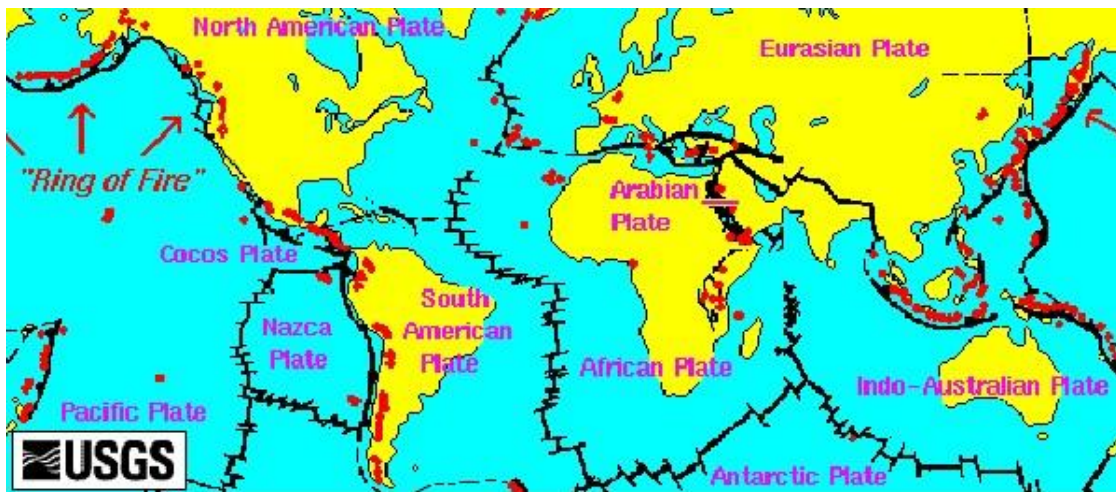 North American Plate
Eurasian Plate
"Ring of Fire"
Arabian
Plate
Cocos Plate
South
American
Plate
Nazca
Plate
African Plate
Indo-Australian Plate
Pacific Plate
USGS
Antarctic Plate